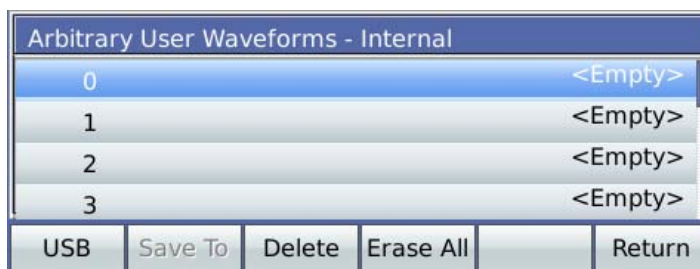 Arbitrary User Waveforms - Internal
0 <Empty>
1 <Empty>
2 <Empty>
3 <Empty>
USB Save To Delete Erase All Return